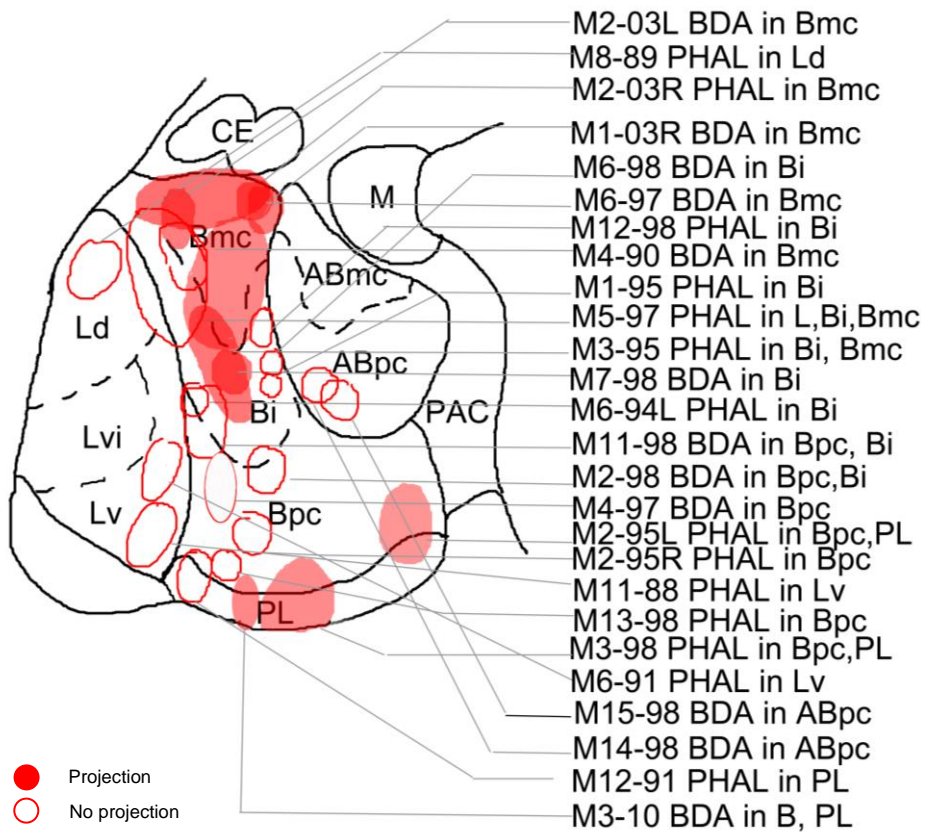 M2-03L BDA in Bmc
M8-89 PHAL in Ld
M2-03R PHAL in Bmc
M1-03R BDA in Bmc
M6-98 BDA in Bi
M6-97 BDA in Bmc
M12-98 PHAL in Bi
M4-90 BDA in Bmc
M1-95 PHAL in Bi
M5-97 PHAL in L,Bi,Bmc
M3-95 PHAL in Bi, Bmc
M7-98 BDA in Bi
M6-94L PHAL in Bi
M11-98 BDA in Bpc, Bi
M2-98 BDA in Bpc,Bi
M4-97 BDA in Bpc
M2-95L PHAL in Bpc,PL
M2-95R PHAL in Bpc
M11-88 PHAL in Lv
M13-98 PHAL in Bpc
M3-98 PHAL in Bpc,PL
M6-91 PHAL in Lv
M15-98 BDA in ABpc
M14-98 BDA in ABpc
M12-91 PHAL in PL
M3-10 BDA in B, PL
CE
M
Bmc
ABmc
Ld
ABpc
PAC
Bi
Lvi
Lv
Bpc
PL
Projection
No projection